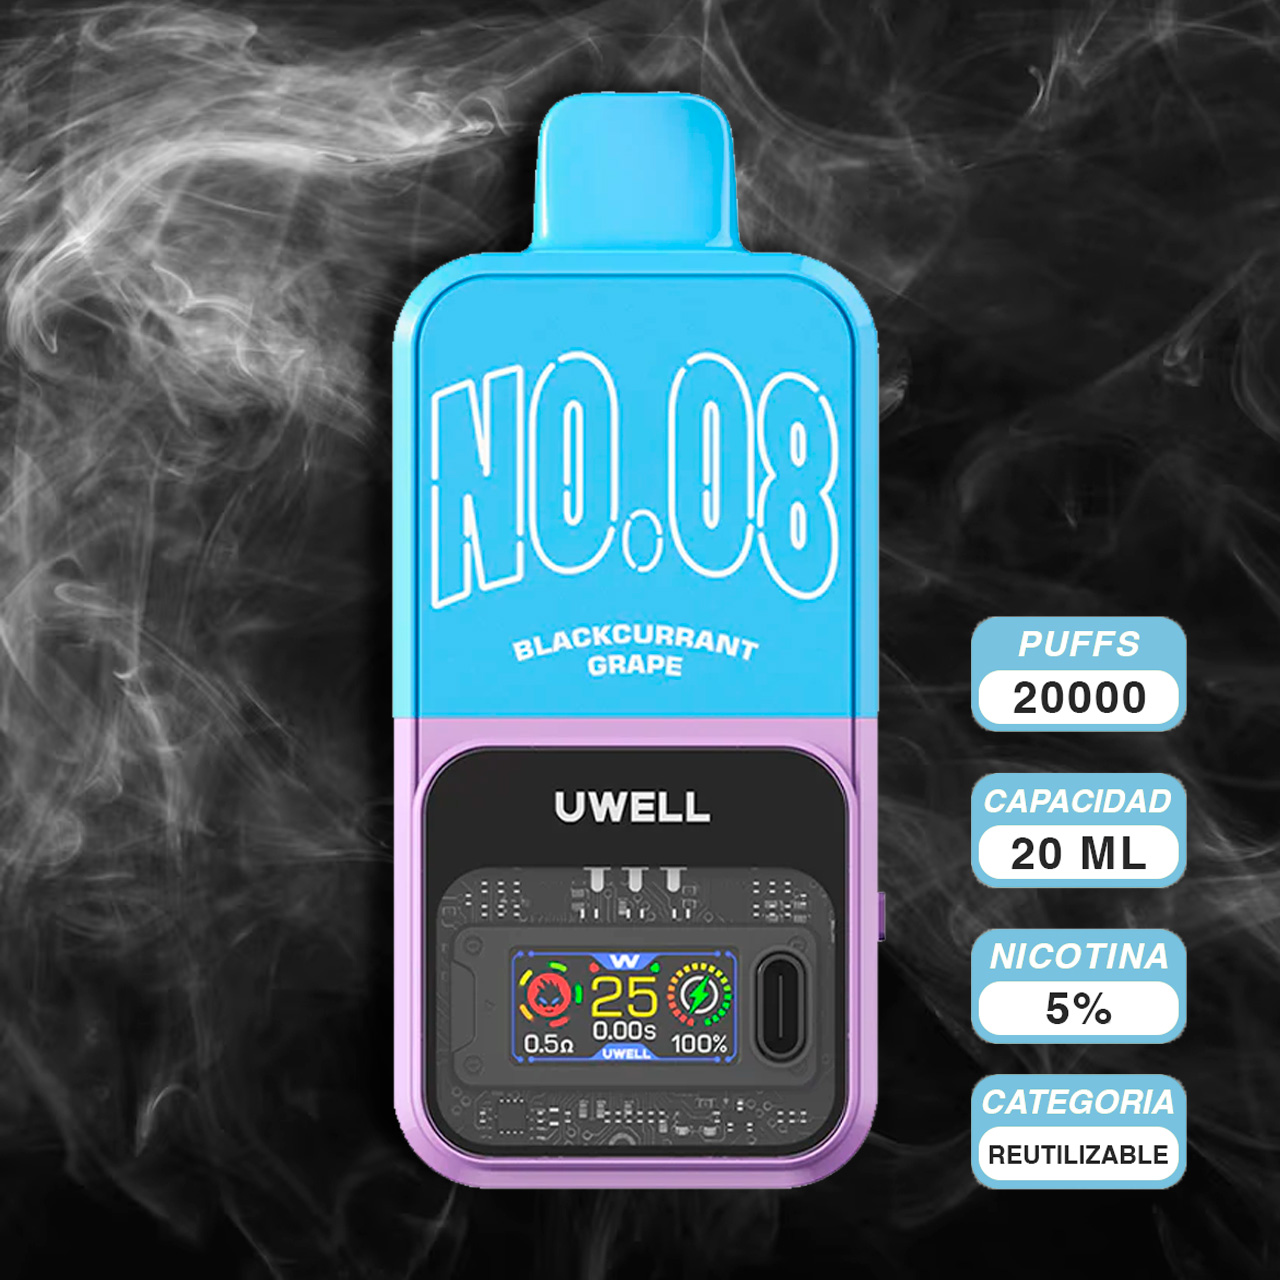 NO.08
BLACKCURRANT
GRAPE
UWELL
W
25
0.00s
0.5Ω
100%
UWELL
PUFFS
20000
CAPACIDAD
20 ML
NICOTINA
5%
CATEGORIA
REUTILIZABLE